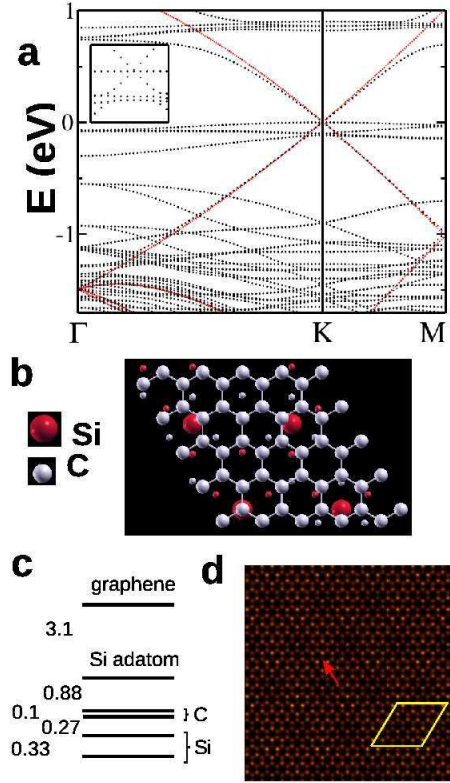 a
E (eV)
1
0
-1
Γ K M
b
Si
C
c
d
graphene
3.1
Si adatom
0.88
0.1
C
0.27
0.33
Si